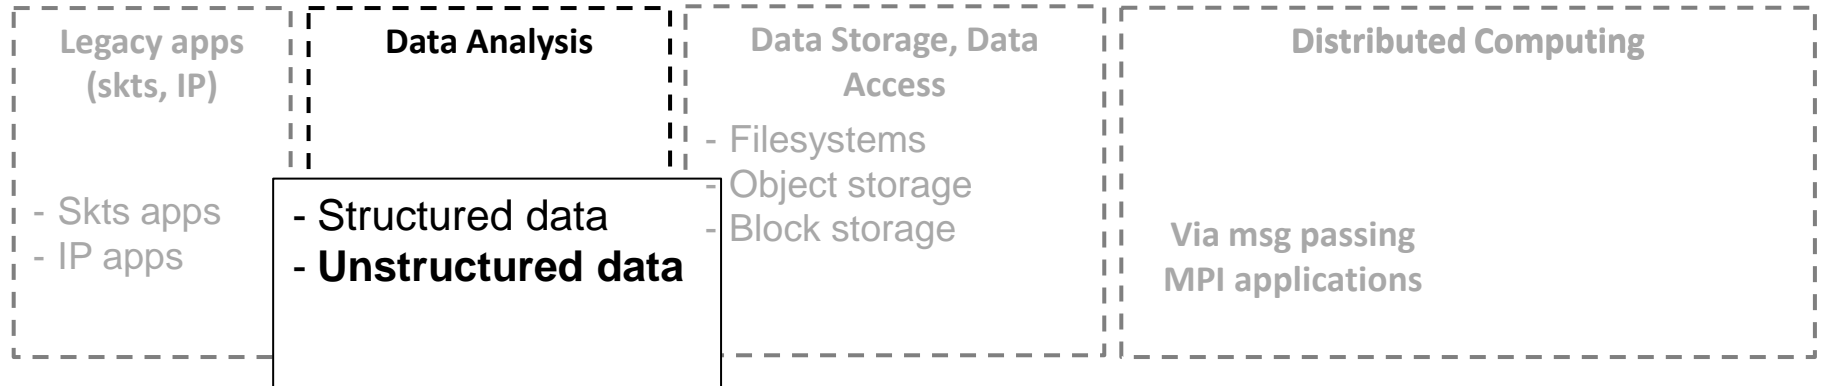 Legacy apps
(skts, IP)
- Skts apps
- IP apps
Data Analysis
- Structured data
- Unstructured data
Data Storage, Data
Access
- Filesystems
- Object storage
- Block storage
Distributed Computing
Via msg passing
MPI applications